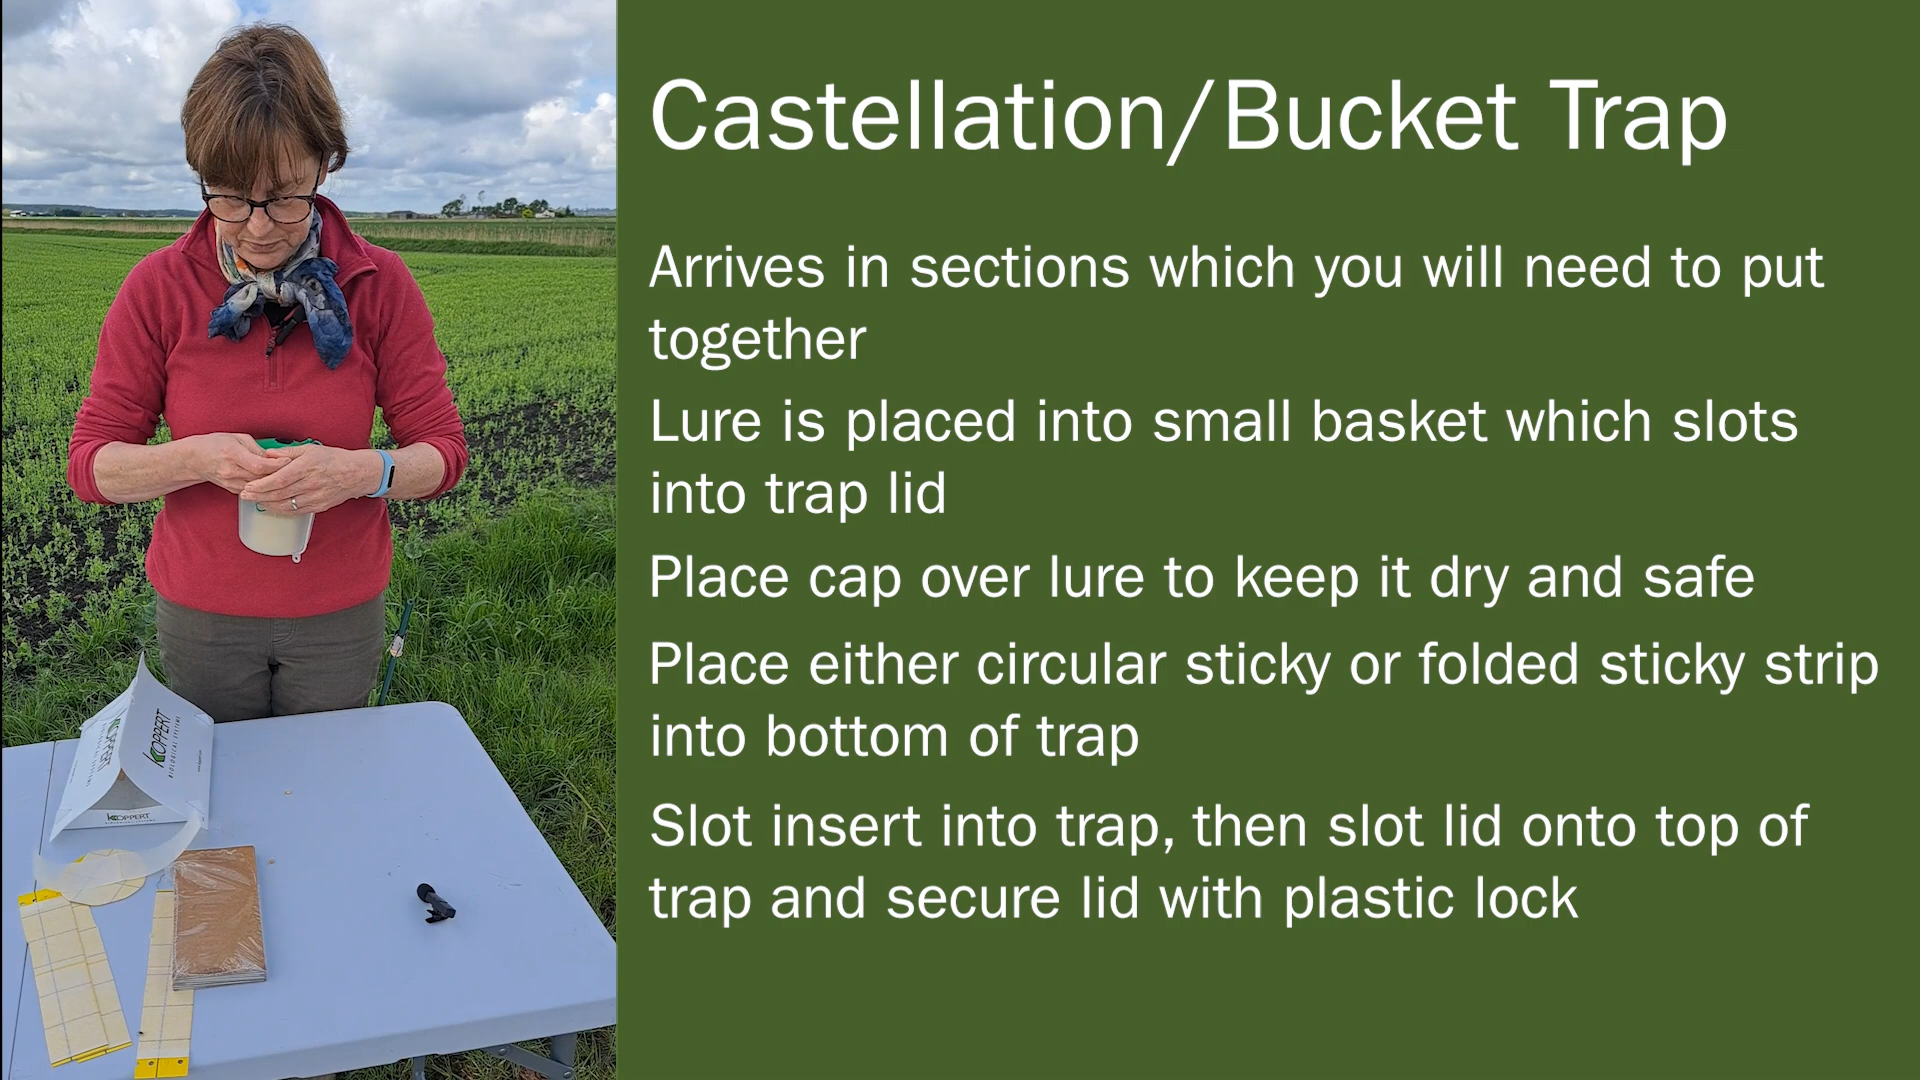 Castellation/Bucket Trap
Arrives in sections which you will need to put
together
Lure is placed into small basket which slots
into trap lid
Place cap over lure to keep it dry and safe
Place either circular sticky or folded sticky strip
into bottom of trap
Slot insert into trap, then slot lid onto top of
trap and secure lid with plastic lock
KOPPERT
BIOLOGICAL SYSTEMS
KOPPERT